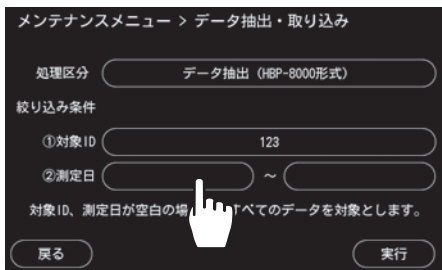 メンテナンスメニュー > データ抽出・取り込み
処理区分 データ抽出（HBP-8000形式）
絞り込み条件
①対象ID 123
②測定日 ～
対象ID、測定日が空白の場 すべてのデータを対象とします。
戻る 実行